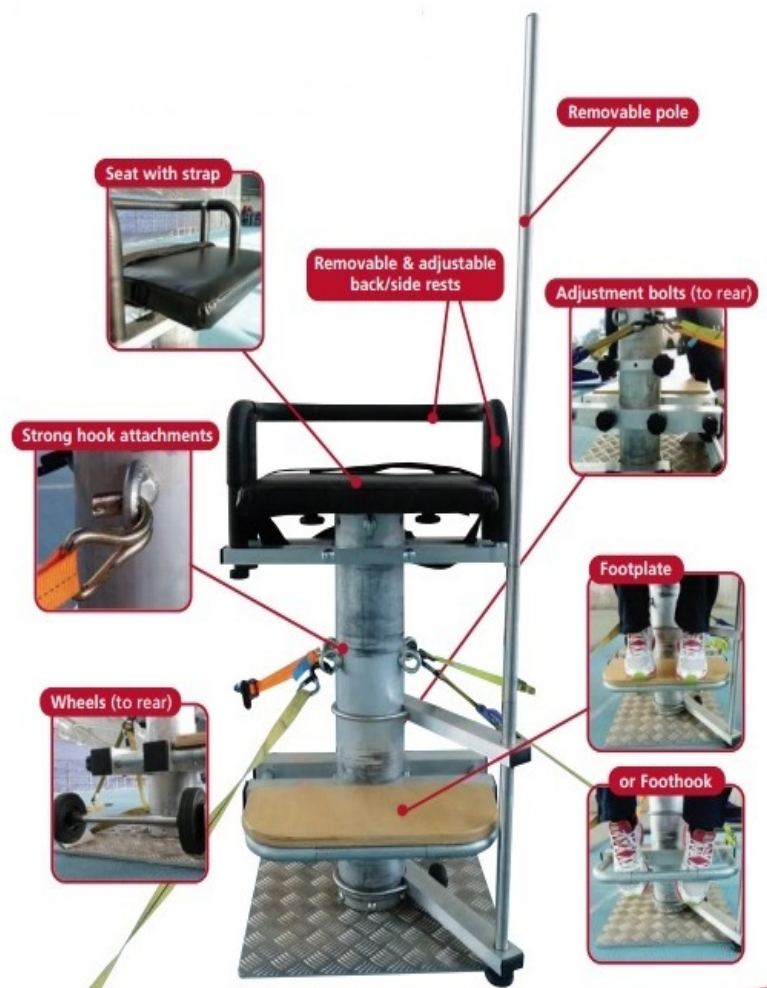 Removable pole
Seat with strap
Removable & adjustable
back/side rests
Adjustment bolts (to rear)
Strong hook attachments
Footplate
Wheels (to rear)
or Foothook